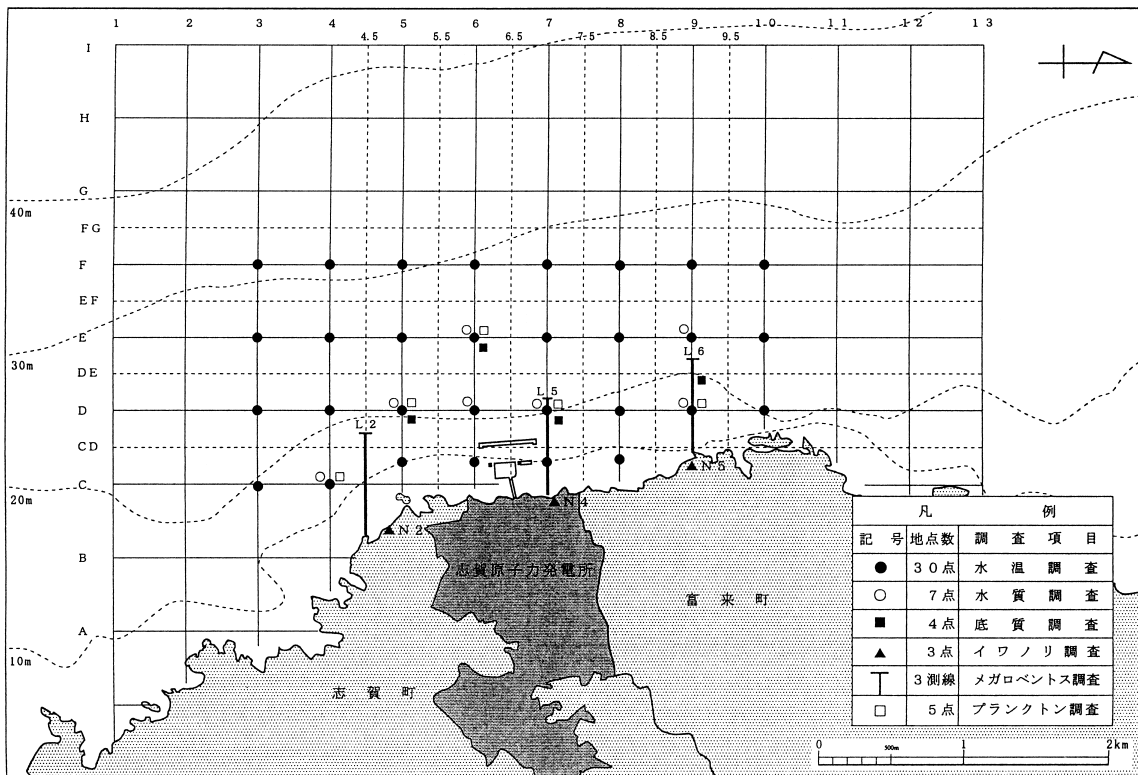 1 2 3 4 5 6 7 8 9 10 11 12 13
4.5 5.5 6.5 7.5 8.5 9.5
I
H
G
40m
FG
F
EF
E
30m
L6
DE
L5
D
L2
CD
N5
C
20m
N4
N2
B
志賀原子力発電所
富来町
A
10m
志賀町
凡例
記号 地点数 調査項目
● 30点 水温調査
○ 7点 水質調査
■ 4点 底質調査
▲ 3点 イワノリ調査
3測線 メガロベントス調査
□ 5点 プランクトン調査
0 500m 1 2km